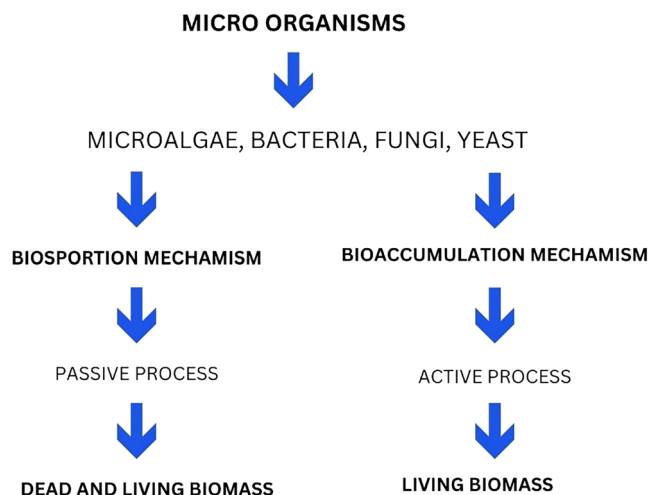 MICRO ORGANISMS
MICROALGAE, BACTERIA, FUNGI, YEAST
BIOSPORTION MECHAMISM
BIOACCUMULATION MECHAMISM
PASSIVE PROCESS
ACTIVE PROCESS
DEAD AND LIVING BIOMASS
LIVING BIOMASS